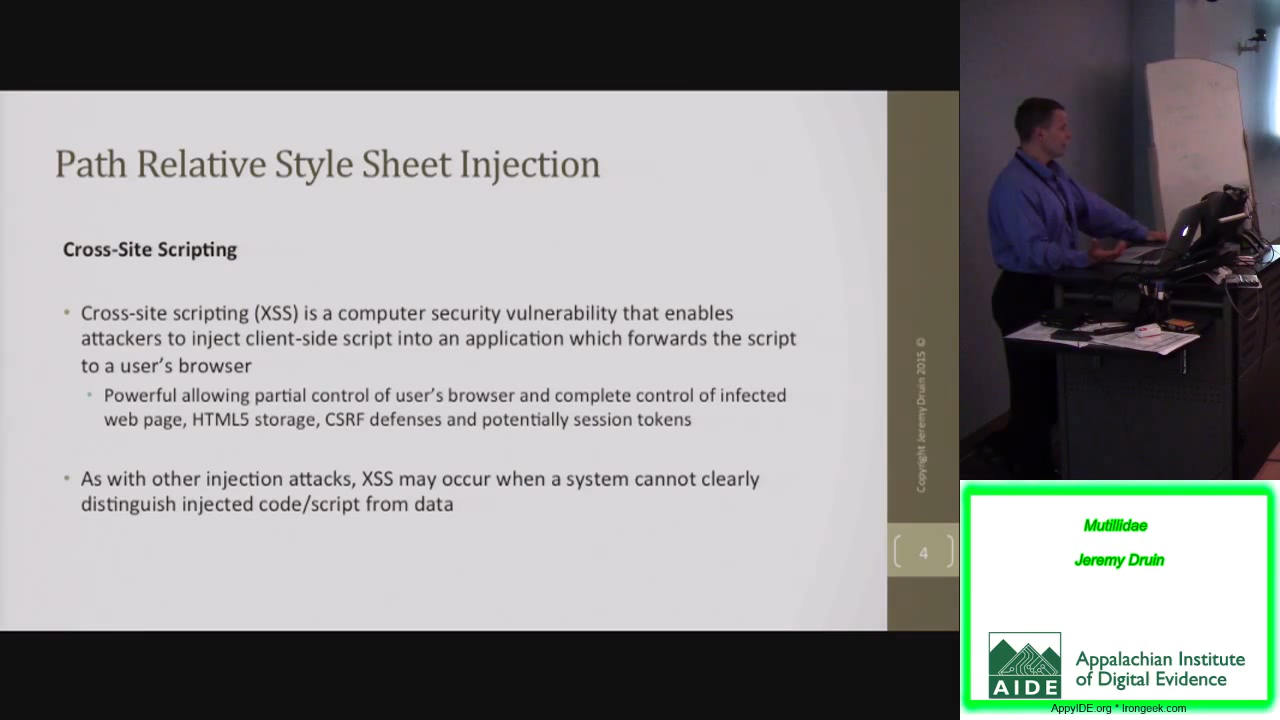 Path Relative Style Sheet Injection
Cross-Site Scripting
• Cross-site scripting (XSS) is a computer security vulnerability that enables
attackers to inject client-side script into an application which forwards the script
to a user's browser
• Powerful allowing partial control of user's browser and complete control of infected
web page, HTML5 storage, CSRF defenses and potentially session tokens
• As with other injection attacks, XSS may occur when a system cannot clearly
distinguish injected code/script from data
Copyright Jeremy Druin 2015 ©
4
Mutillidae
Jeremy Druin
AIDE
Appalachian Institute
of Digital Evidence
AppyIDE.org * Irongeek.com